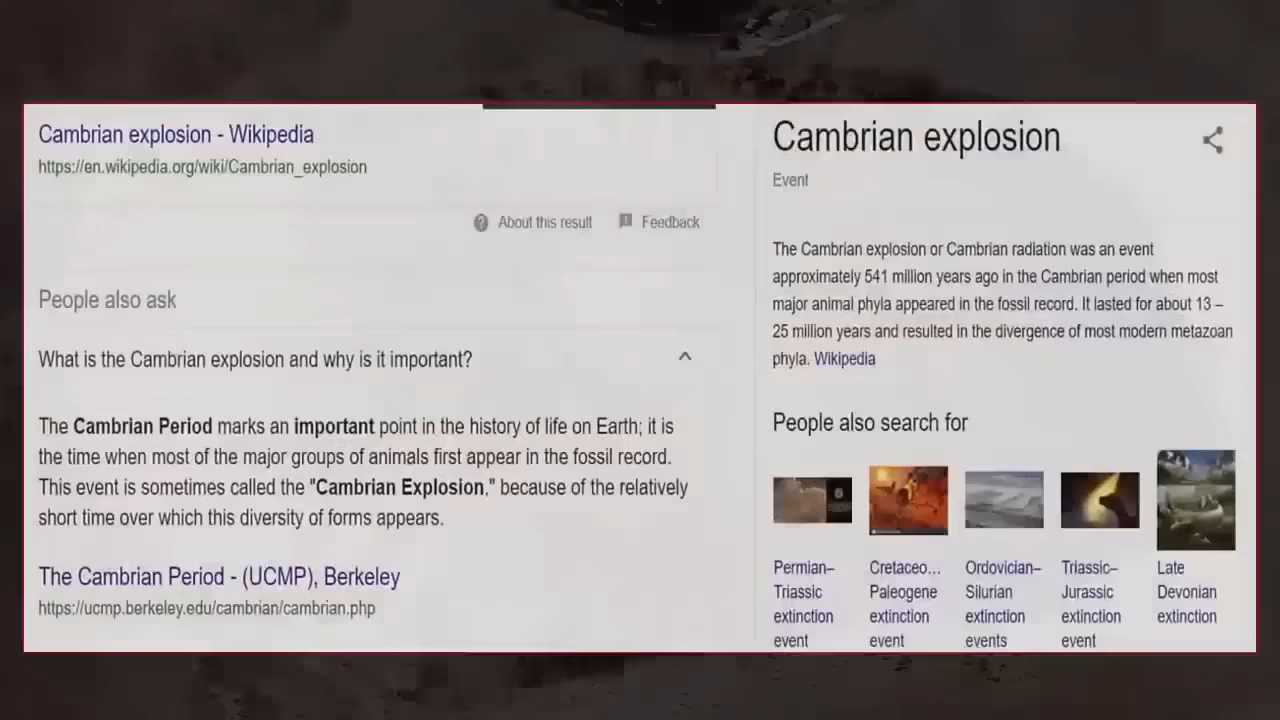 Cambrian explosion - Wikipedia
https://en.wikipedia.org/wiki/Cambrian_explosion
About this result
Feedback
People also ask
What is the Cambrian explosion and why is it important?
The Cambrian Period marks an important point in the history of life on Earth; it is
the time when most of the major groups of animals first appear in the fossil record.
This event is sometimes called the "Cambrian Explosion," because of the relatively
short time over which this diversity of forms appears.
The Cambrian Period - (UCMP), Berkeley
https://ucmp.berkeley.edu/cambrian/cambrian.php
Cambrian explosion
Event
The Cambrian explosion or Cambrian radiation was an event
approximately 541 million years ago in the Cambrian period when most
major animal phyla appeared in the fossil record. It lasted for about 13 –
25 million years and resulted in the divergence of most modern metazoan
phyla. Wikipedia
People also search for
Permian–
Triassic
extinction
event
Cretaceo...
Paleogene
extinction
event
Ordovician–
Silurian
extinction
events
Triassic–
Jurassic
extinction
event
Late
Devonian
extinction